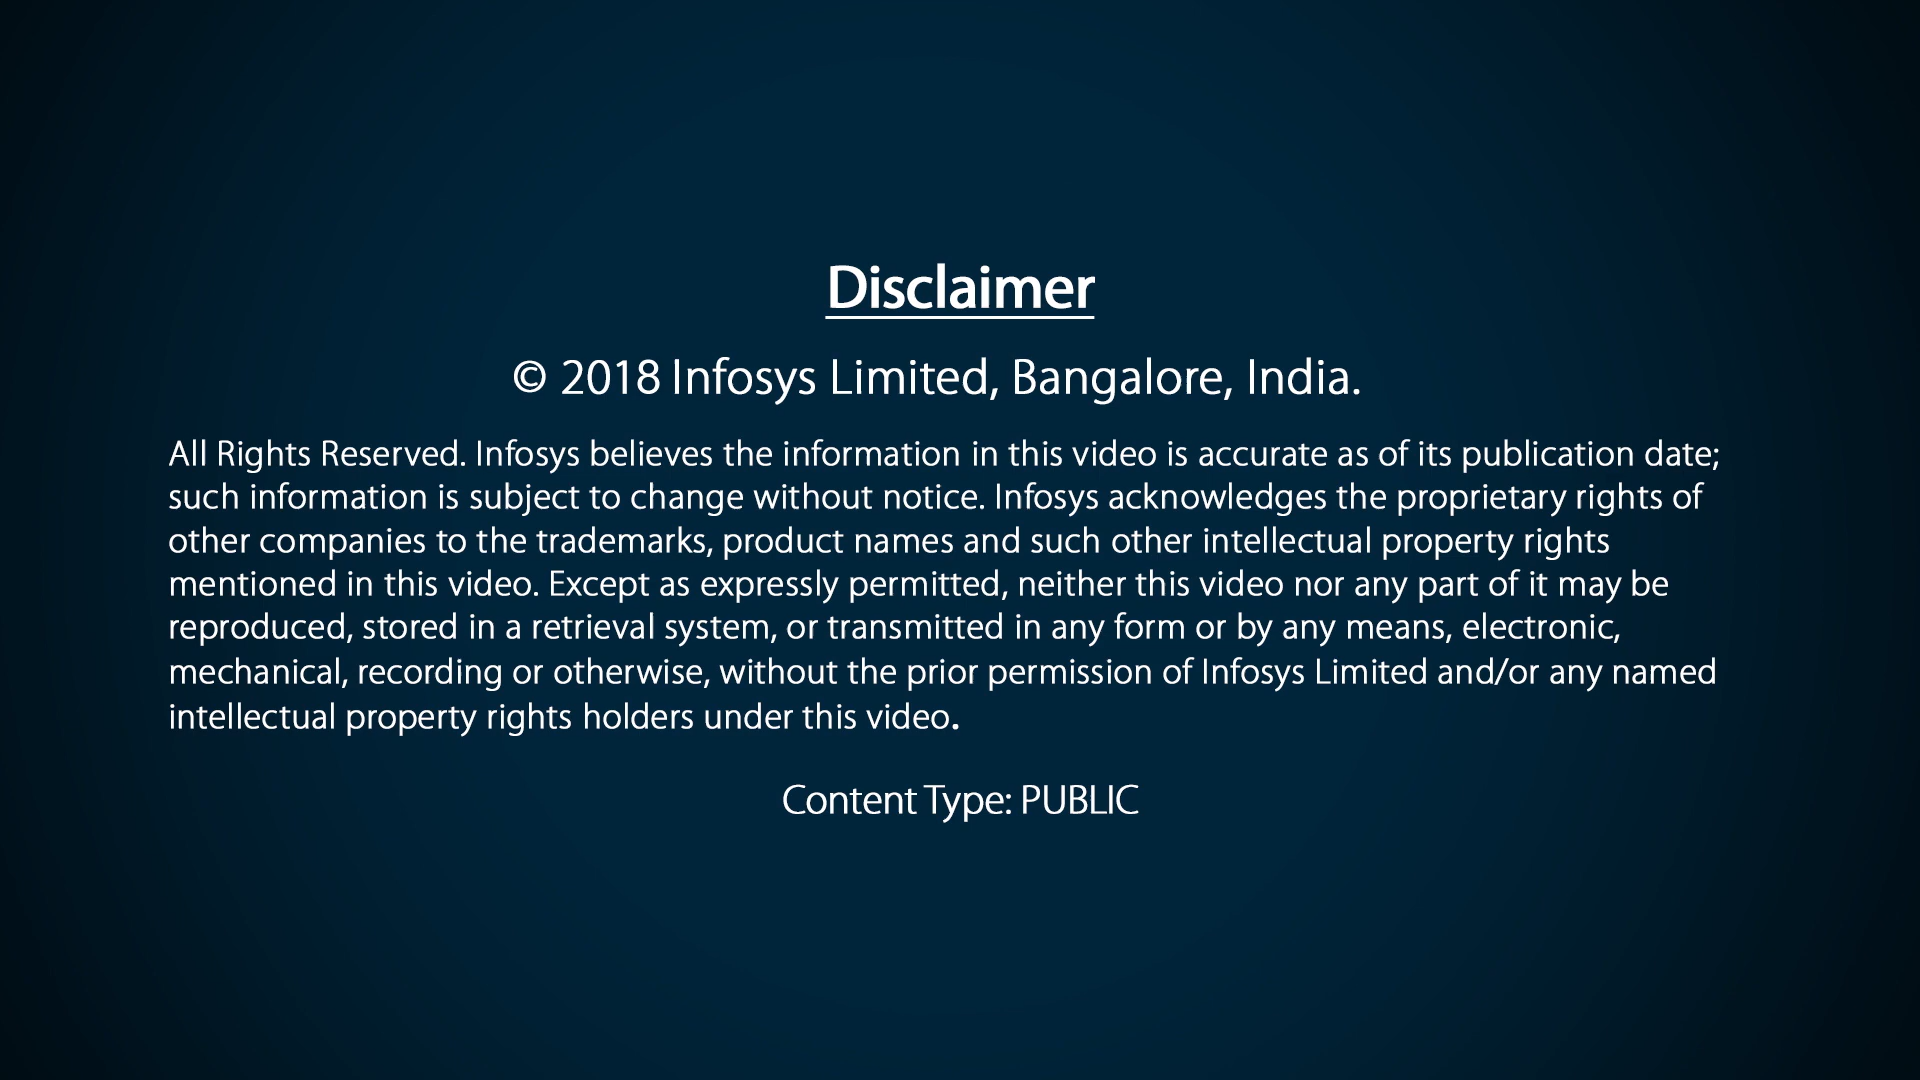 Disclaimer
© 2018 Infosys Limited, Bangalore, India.
All Rights Reserved. Infosys believes the information in this video is accurate as of its publication date;
such information is subject to change without notice. Infosys acknowledges the proprietary rights of
other companies to the trademarks, product names and such other intellectual property rights
mentioned in this video. Except as expressly permitted, neither this video nor any part of it may be
reproduced, stored in a retrieval system, or transmitted in any form or by any means, electronic,
mechanical, recording or otherwise, without the prior permission of Infosys Limited and/or any named
intellectual property rights holders under this video.
Content Type: PUBLIC